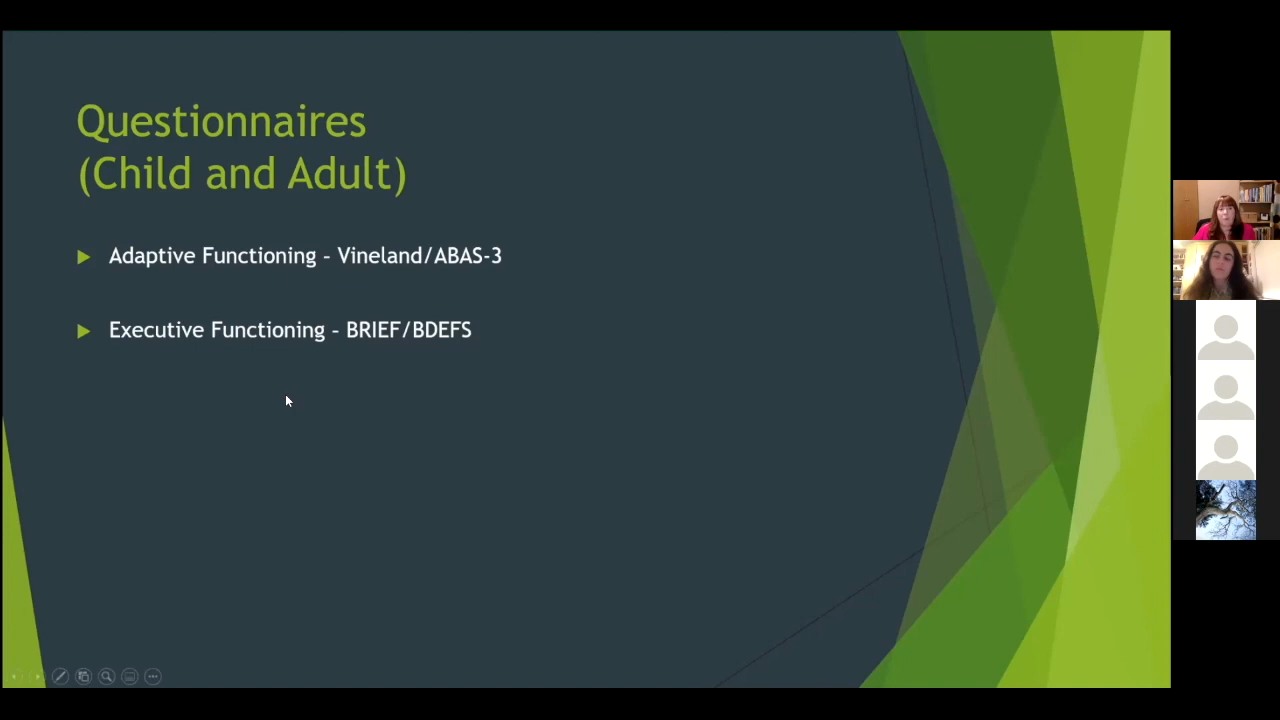 Questionnaires
(Child and Adult)
Adaptive Functioning – Vineland/ABAS-3
Executive Functioning – BRIEF/BDEFS